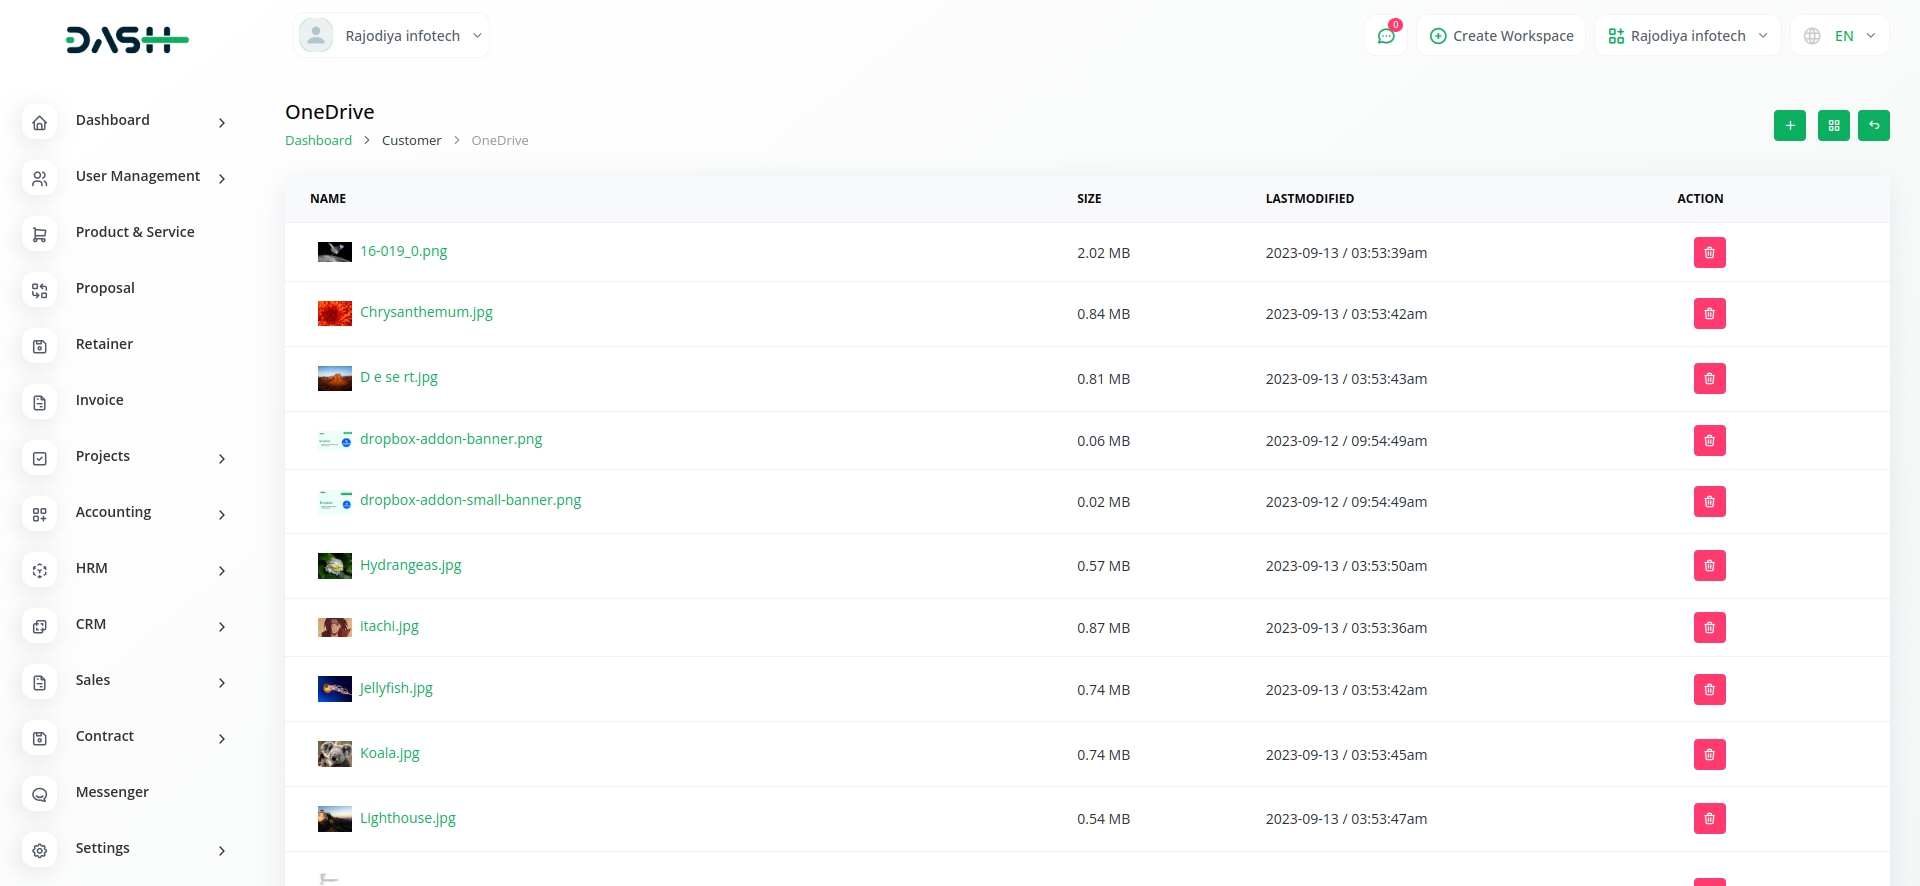 DASH
Rajodiya infotech
0
Create Workspace
Rajodiya infotech
EN
Dashboard
User Management
Product & Service
Proposal
Retainer
Invoice
Projects
Accounting
HRM
CRM
Sales
Contract
Messenger
Settings
OneDrive
Dashboard > Customer > OneDrive
NAME SIZE LASTMODIFIED ACTION
16-019_0.png 2.02 MB 2023-09-13 / 03:53:39am
Chrysanthemum.jpg 0.84 MB 2023-09-13 / 03:53:42am
D e se rt.jpg 0.81 MB 2023-09-13 / 03:53:43am
dropbox-addon-banner.png 0.06 MB 2023-09-12 / 09:54:49am
dropbox-addon-small-banner.png 0.02 MB 2023-09-12 / 09:54:49am
Hydrangeas.jpg 0.57 MB 2023-09-13 / 03:53:50am
itachi.jpg 0.87 MB 2023-09-13 / 03:53:36am
Jellyfish.jpg 0.74 MB 2023-09-13 / 03:53:42am
Koala.jpg 0.74 MB 2023-09-13 / 03:53:45am
Lighthouse.jpg 0.54 MB 2023-09-13 / 03:53:47am